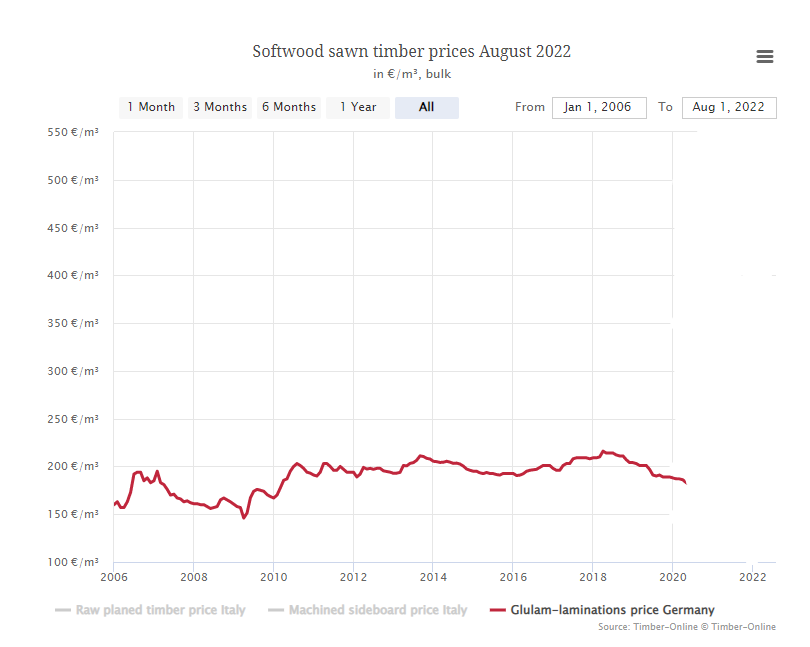 Softwood sawn timber prices August 2022
in €/m³, bulk
1 Month 3 Months 6 Months 1 Year All From Jan 1, 2006 To Aug 1, 2022
550 €/m³
500 €/m³
450 €/m³
400 €/m³
350 €/m³
300 €/m³
250 €/m³
200 €/m³
150 €/m³
100 €/m³
2006 2008 2010 2012 2014 2016 2018 2020 2022
Raw planed timber price Italy Machined sideboard price Italy Glulam-laminations price Germany
Source: Timber-Online © Timber-Online